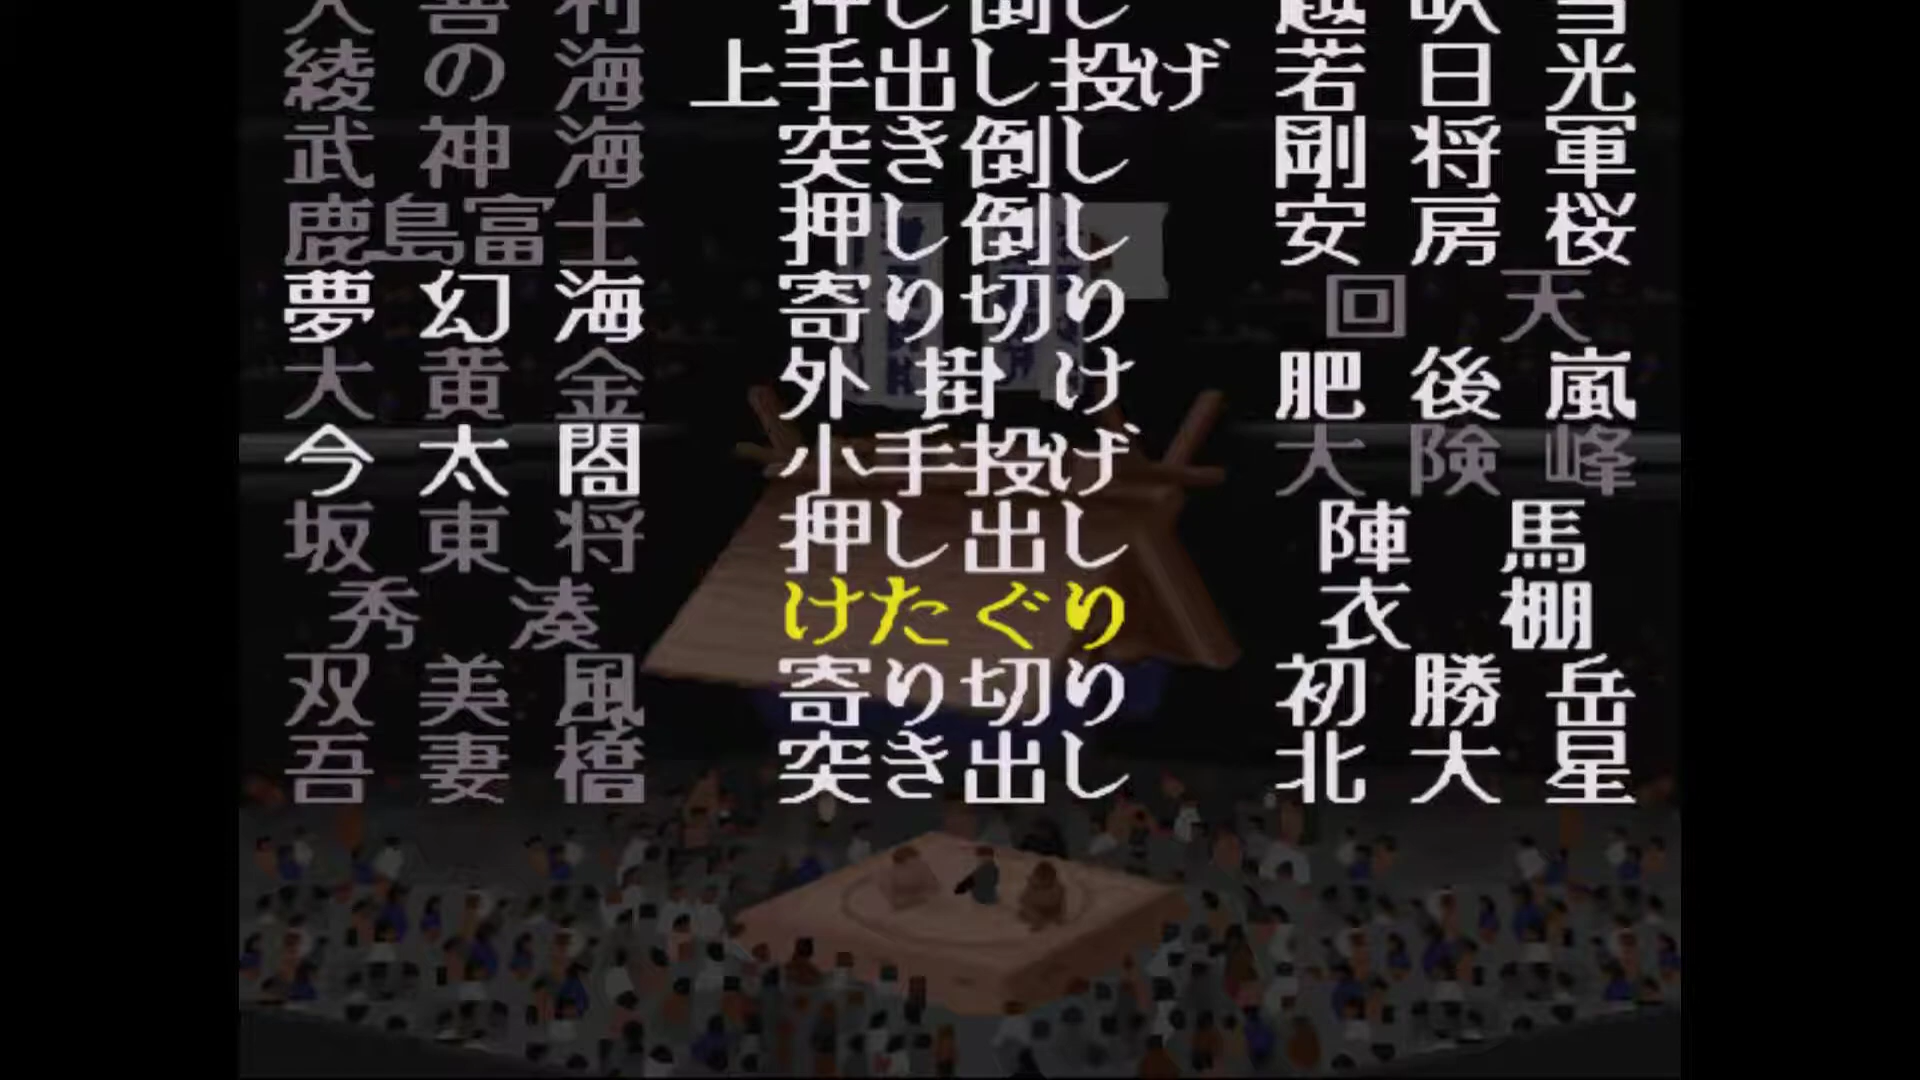 綾の海 上手出し投げ 若日光
武神海 突き倒し 剛将軍
鹿島富士 押し倒し 安房桜
夢幻海 寄り切り 回天
大黄金 外掛け 肥後嵐
今太閤 小手投げ 大険峰
坂東将 押し出し 陣馬
秀湊 けたぐり 衣棚
双美風 寄り切り 初勝岳
吾妻橋 突き出し 北大星